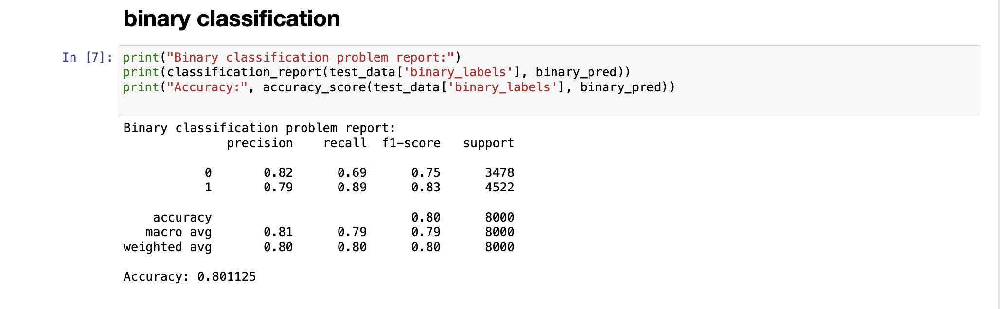 binary classification
In [7]: print("Binary classification problem report:")
print(classification_report(test_data['binary_labels'], binary_pred))
print("Accuracy:", accuracy_score(test_data['binary_labels'], binary_pred))
Binary classification problem report:
              precision    recall  f1-score   support

           0       0.82      0.69      0.75      3478
           1       0.79      0.89      0.83      4522

    accuracy                           0.80      8000
   macro avg       0.81      0.79      0.79      8000
weighted avg       0.80      0.80      0.80      8000

Accuracy: 0.801125